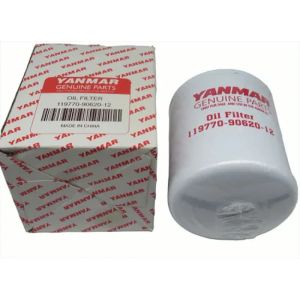 YANMAR
GENUINE PARTS
OIL FILTER
119770-90620-12
MADE IN CHINA
YANMAR
GENUINE PARTS
Oil Filter
119770-90620-12